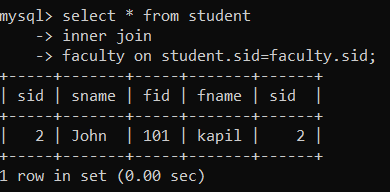 mysql> select * from student
    -> inner join
    -> faculty on student.sid=faculty.sid;
+-----+-------+-----+-------+------+
| sid | sname | fid | fname | sid  |
+-----+-------+-----+-------+------+
|   2 | John  | 101 | kapil |    2 |
+-----+-------+-----+-------+------+
1 row in set (0.00 sec)